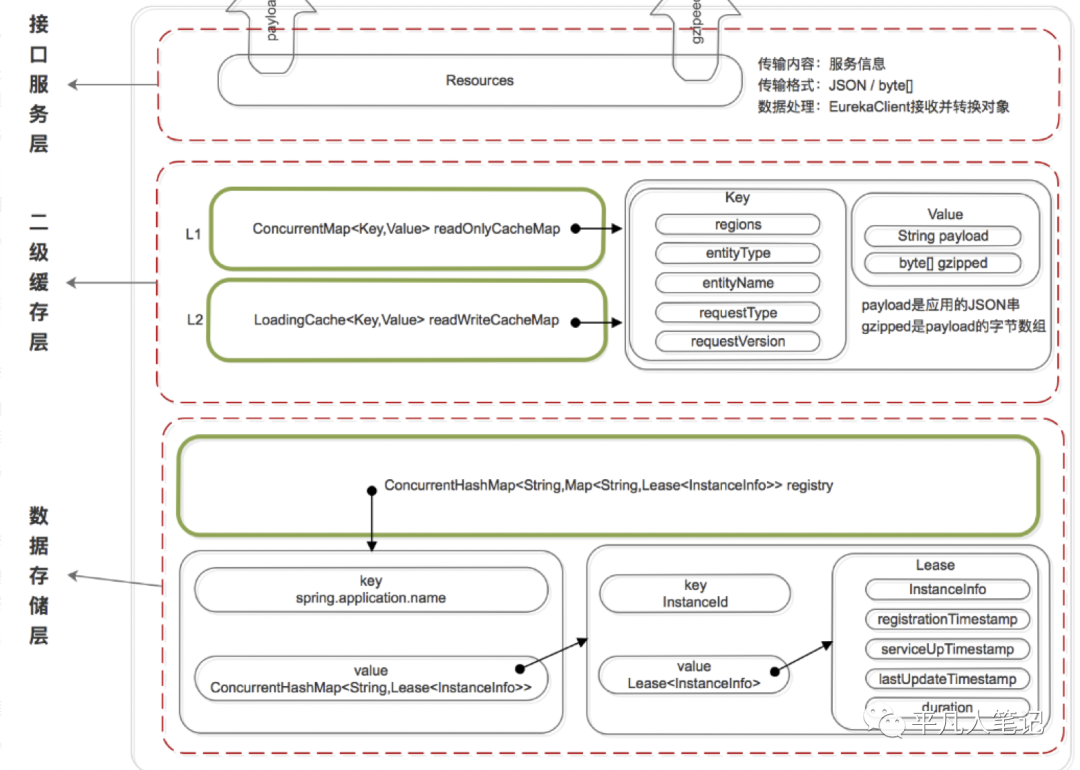 接口服务层
payloa
gzipeed
Resources
传输内容：服务信息
传输格式：JSON / byte[]
数据处理：EurekaClient接收并转换对象
二级缓存层
L1
ConcurrentMap<Key,Value> readOnlyCacheMap
L2
LoadingCache<Key,Value> readWriteCacheMap
Key
regions
entityType
entityName
requestType
requestVersion
Value
String payload
byte[] gzipped
payload是应用的JSON串
gzipped是payload的字节数组
数据存储层
ConcurrentHashMap<String,Map<String,Lease<InstanceInfo>> registry
key
spring.application.name
value
ConcurrentHashMap<String,Lease<InstanceInfo>>
key
InstanceId
value
Lease<InstanceInfo>
Lease
InstanceInfo
registrationTimestamp
serviceUpTimestamp
lastUpdateTimestamp
duration
平凡人笔记